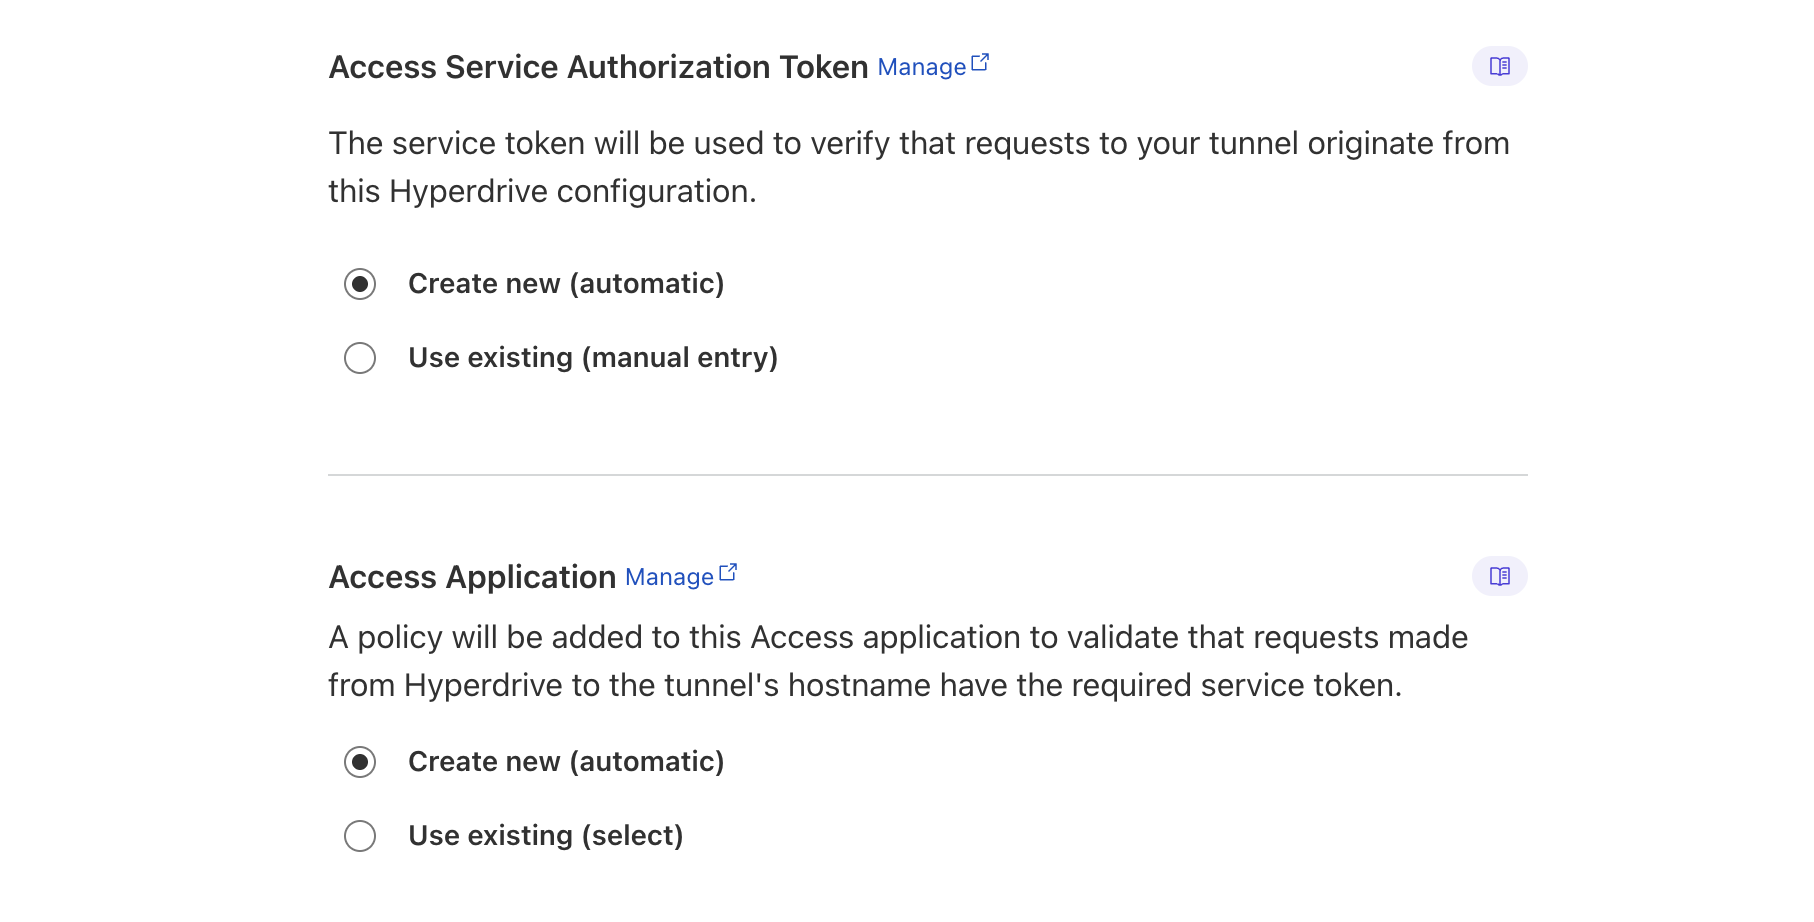 Access Service Authorization Token Manage
The service token will be used to verify that requests to your tunnel originate from
this Hyperdrive configuration.
Create new (automatic)
Use existing (manual entry)
Access Application Manage
A policy will be added to this Access application to validate that requests made
from Hyperdrive to the tunnel's hostname have the required service token.
Create new (automatic)
Use existing (select)